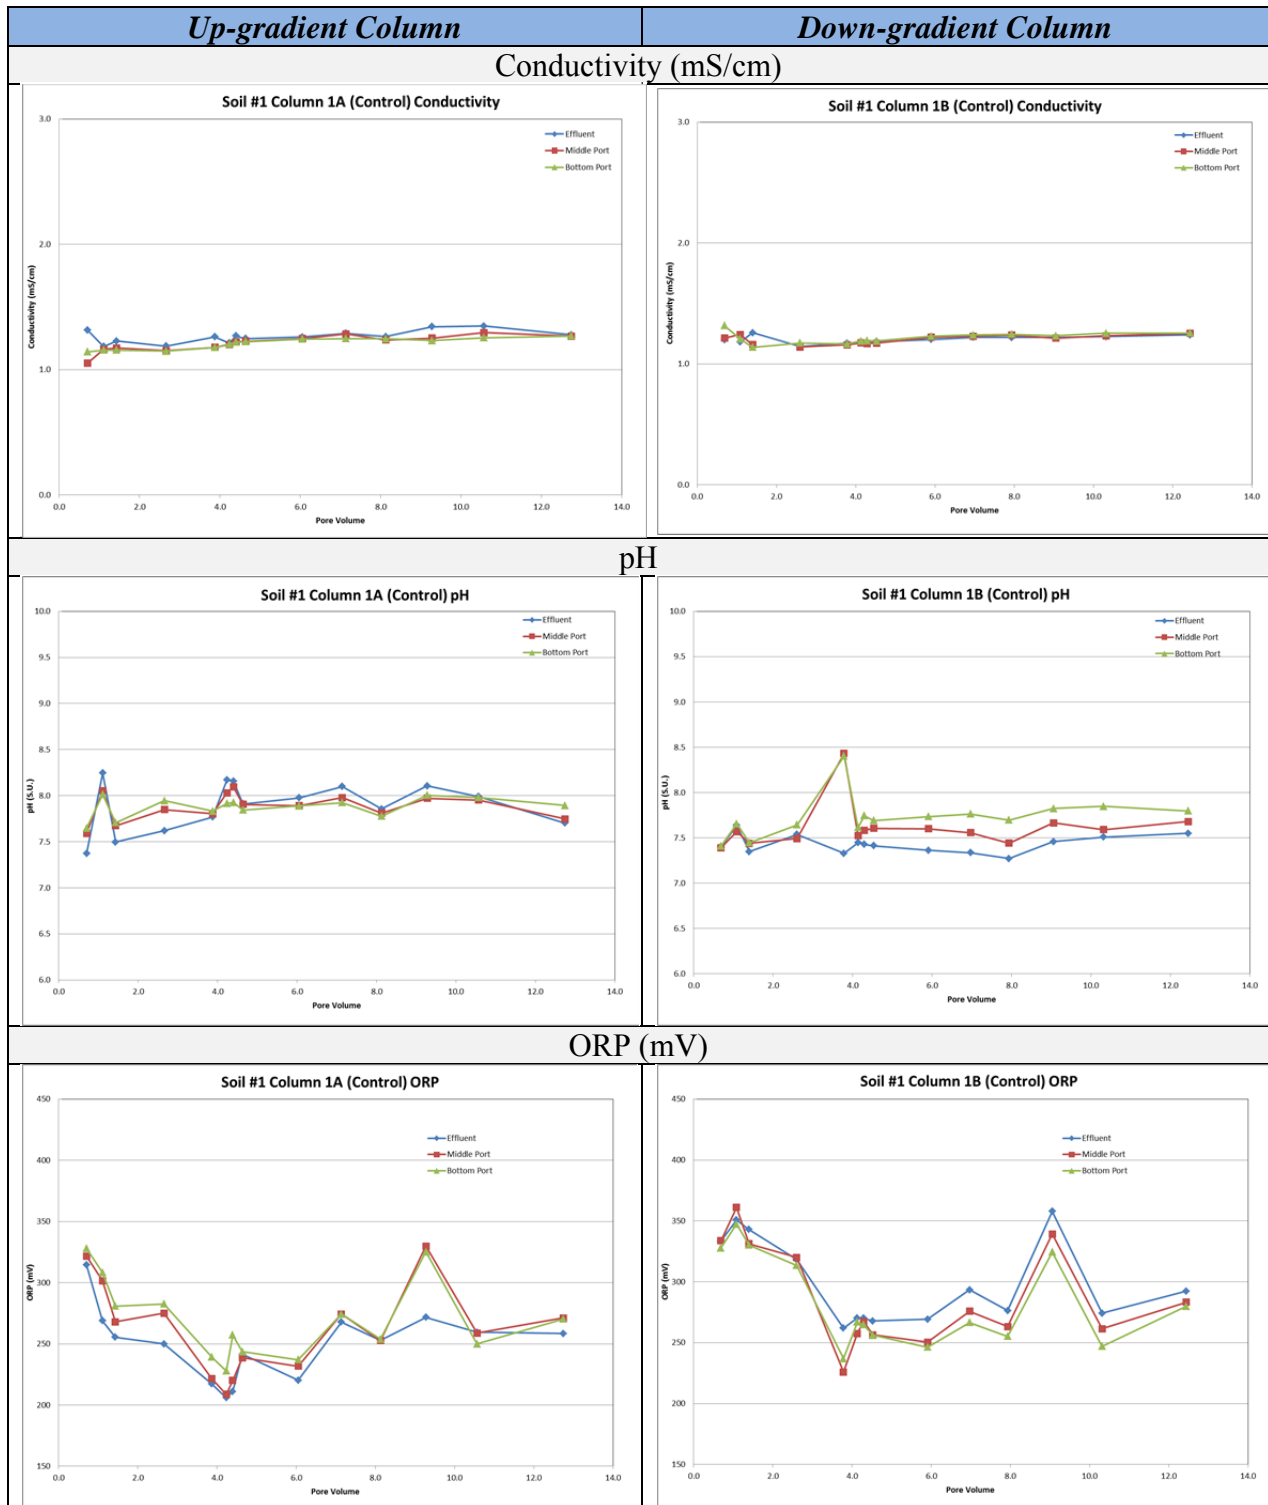 Up-gradient Column
Down-gradient Column
Conductivity (mS/cm)
Soil #1 Column 1A (Control) Conductivity
3.0
2.0
1.0
0.0
Conductivity (mS/cm)
Effluent
Middle Port
Bottom Port
0.0 2.0 4.0 6.0 8.0 10.0 12.0 14.0
Pore Volume
Soil #1 Column 1B (Control) Conductivity
3.0
2.0
1.0
0.0
Conductivity (mS/cm)
Effluent
Middle Port
Bottom Port
0.0 2.0 4.0 6.0 8.0 10.0 12.0 14.0
Pore Volume
pH
Soil #1 Column 1A (Control) pH
10.0
9.5
9.0
8.5
8.0
7.5
7.0
6.5
6.0
pH (S.U.)
Effluent
Middle Port
Bottom Port
0.0 2.0 4.0 6.0 8.0 10.0 12.0 14.0
Pore Volume
Soil #1 Column 1B (Control) pH
10.0
9.5
9.0
8.5
8.0
7.5
7.0
6.5
6.0
pH (S.U.)
Effluent
Middle Port
Bottom Port
0.0 2.0 4.0 6.0 8.0 10.0 12.0 14.0
Pore Volume
ORP (mV)
Soil #1 Column 1A (Control) ORP
450
400
350
300
250
200
150
ORP (mV)
Effluent
Middle Port
Bottom Port
0.0 2.0 4.0 6.0 8.0 10.0 12.0 14.0
Pore Volume
Soil #1 Column 1B (Control) ORP
450
400
350
300
250
200
150
ORP (mV)
Effluent
Middle Port
Bottom Port
0.0 2.0 4.0 6.0 8.0 10.0 12.0 14.0
Pore Volume